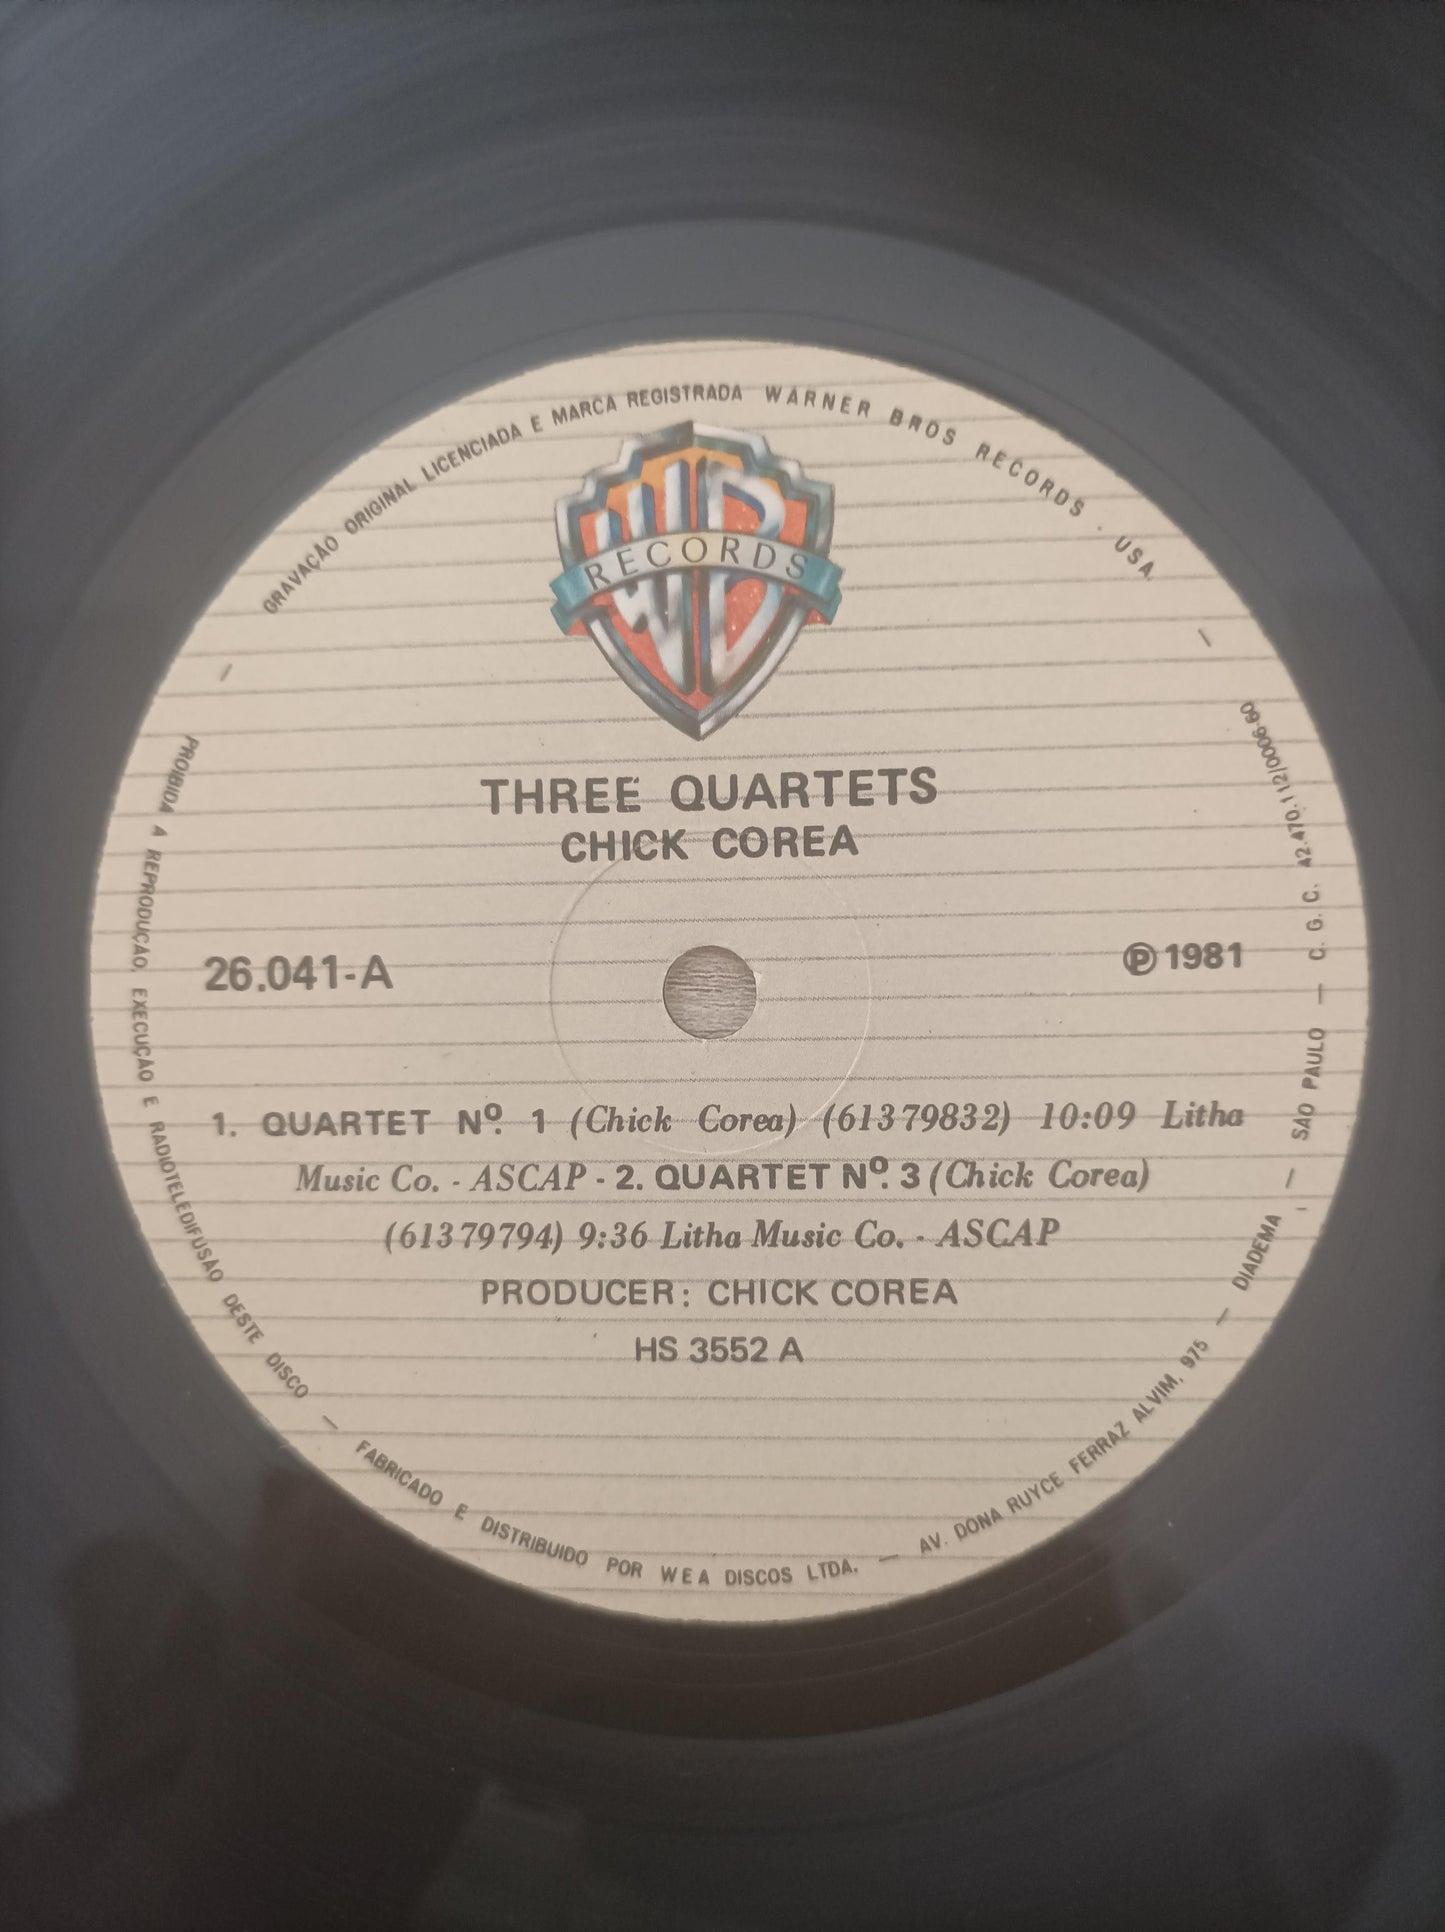 GRAVAÇÃO ORIGINAL LICENCIADA E MARCA REGISTRADA WARNER BROS RECORDS · USA.
RECORDS
THREE QUARTETS
CHICK COREA
26.041-A
Ⓟ 1981
1. QUARTET Nº. 1 (Chick Corea) (61379832) 10:09 Litha
Music Co. - ASCAP - 2. QUARTET Nº. 3 (Chick Corea)
(61379794) 9:36 Litha Music Co. - ASCAP
PRODUCER: CHICK COREA
HS 3552 A
PROIBIDA A REPRODUÇÃO, EXECUÇÃO E RADIOTELEDIFUSÃO DESTE DISCO — FABRICADO E DISTRIBUIDO POR WEA DISCOS LTDA. — AV. DONA RUYCE FERRAZ ALVIM, 975 — DIADEMA — SÃO PAULO — C. G. C. 42.470.112/0006-60